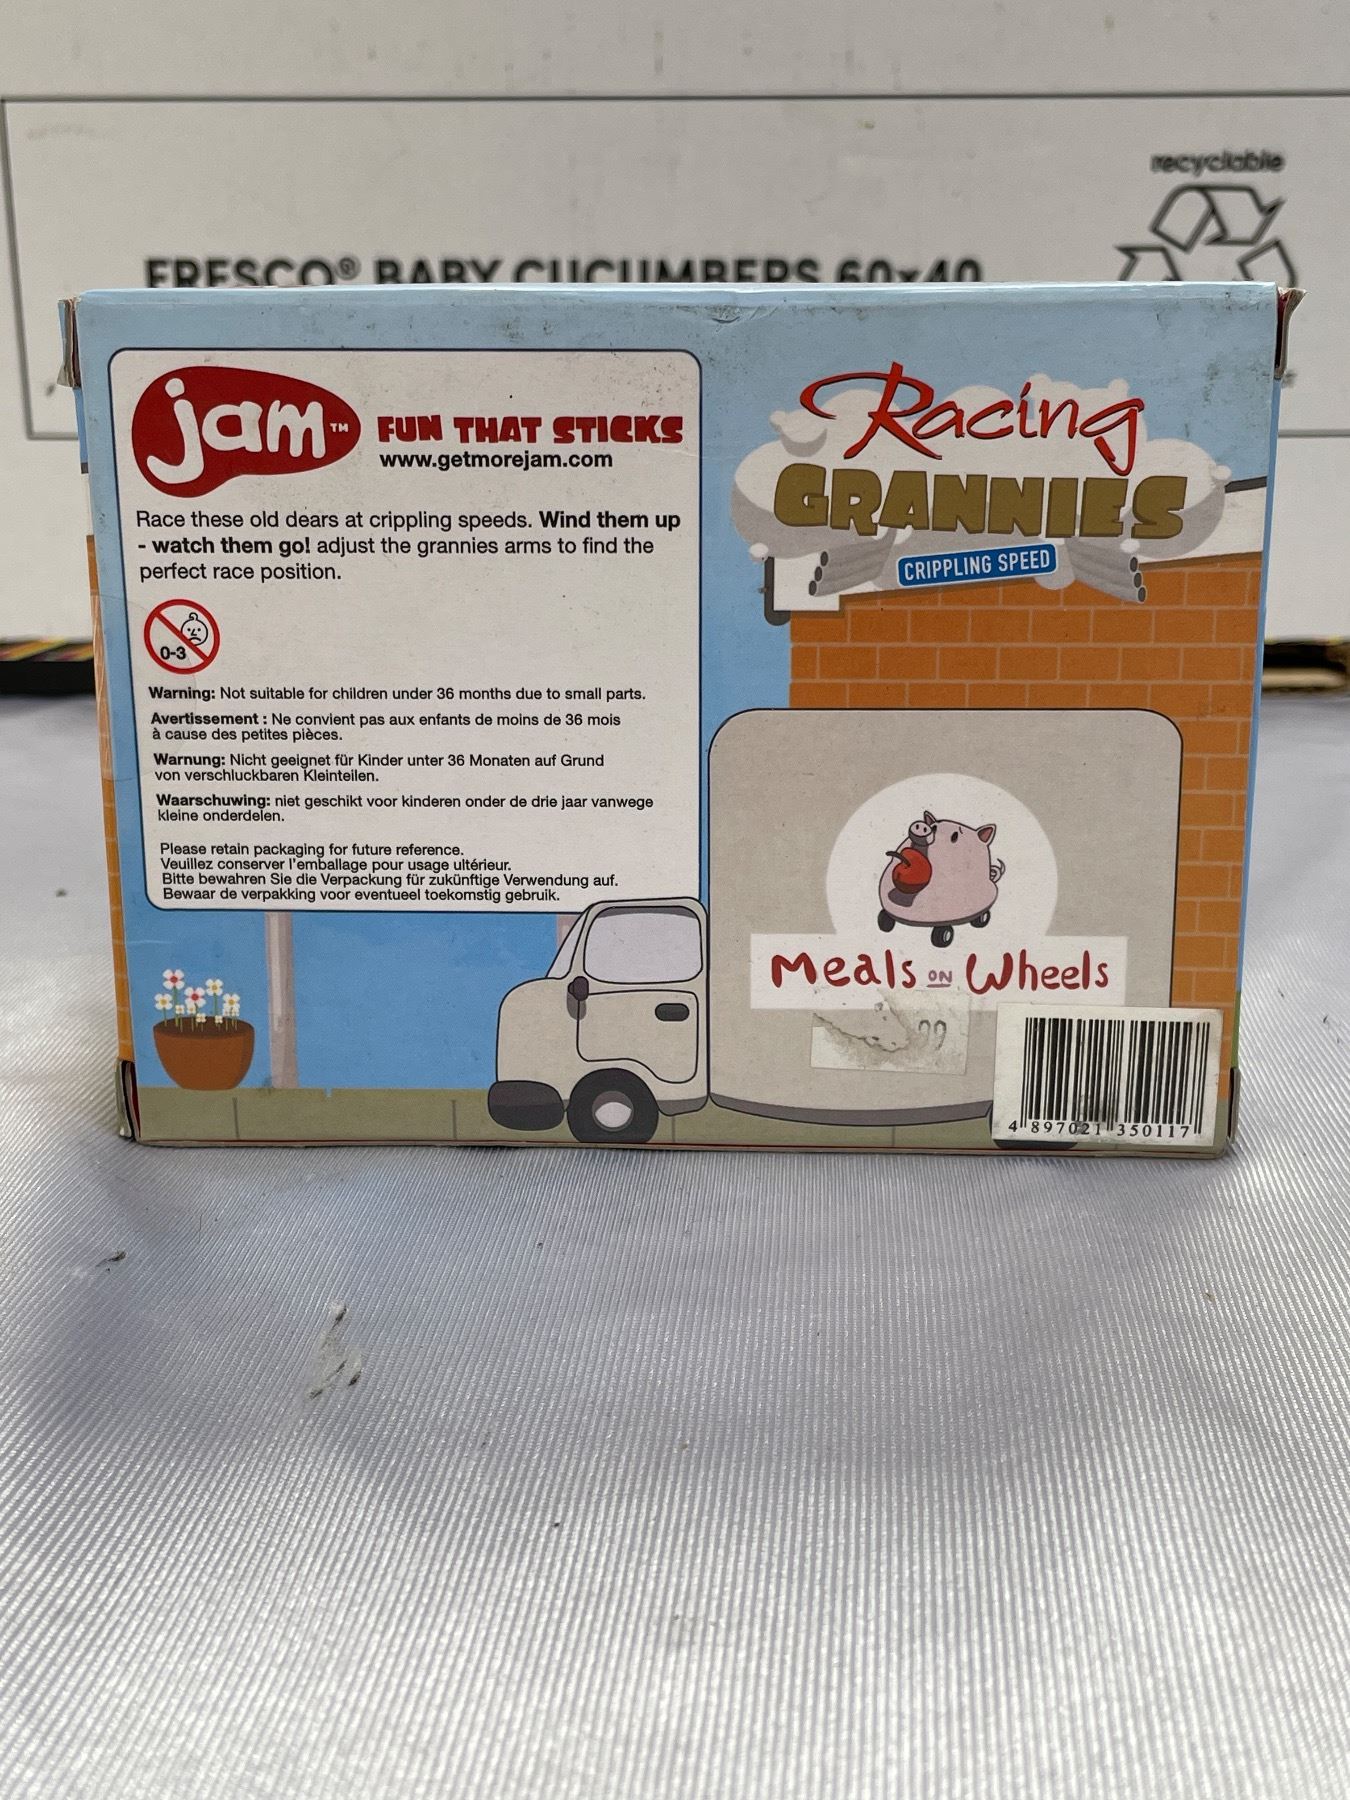 recyclable
FRESCO® BABY CUCUMBERS 60x40
jam™
FUN THAT STICKS
www.getmorejam.com
Race these old dears at crippling speeds. Wind them up
- watch them go! adjust the grannies arms to find the
perfect race position.
0-3
Warning: Not suitable for children under 36 months due to small parts.
Avertissement : Ne convient pas aux enfants de moins de 36 mois
à cause des petites pièces.
Warnung: Nicht geeignet für Kinder unter 36 Monaten auf Grund
von verschluckbaren Kleinteilen.
Waarschuwing: niet geschikt voor kinderen onder de drie jaar vanwege
kleine onderdelen.
Please retain packaging for future reference.
Veuillez conserver l'emballage pour usage ultérieur.
Bitte bewahren Sie die Verpackung für zukünftige Verwendung auf.
Bewaar de verpakking voor eventueel toekomstig gebruik.
Racing
GRANNIES
CRIPPLING SPEED
Meals ON Wheels
4 897021 350117